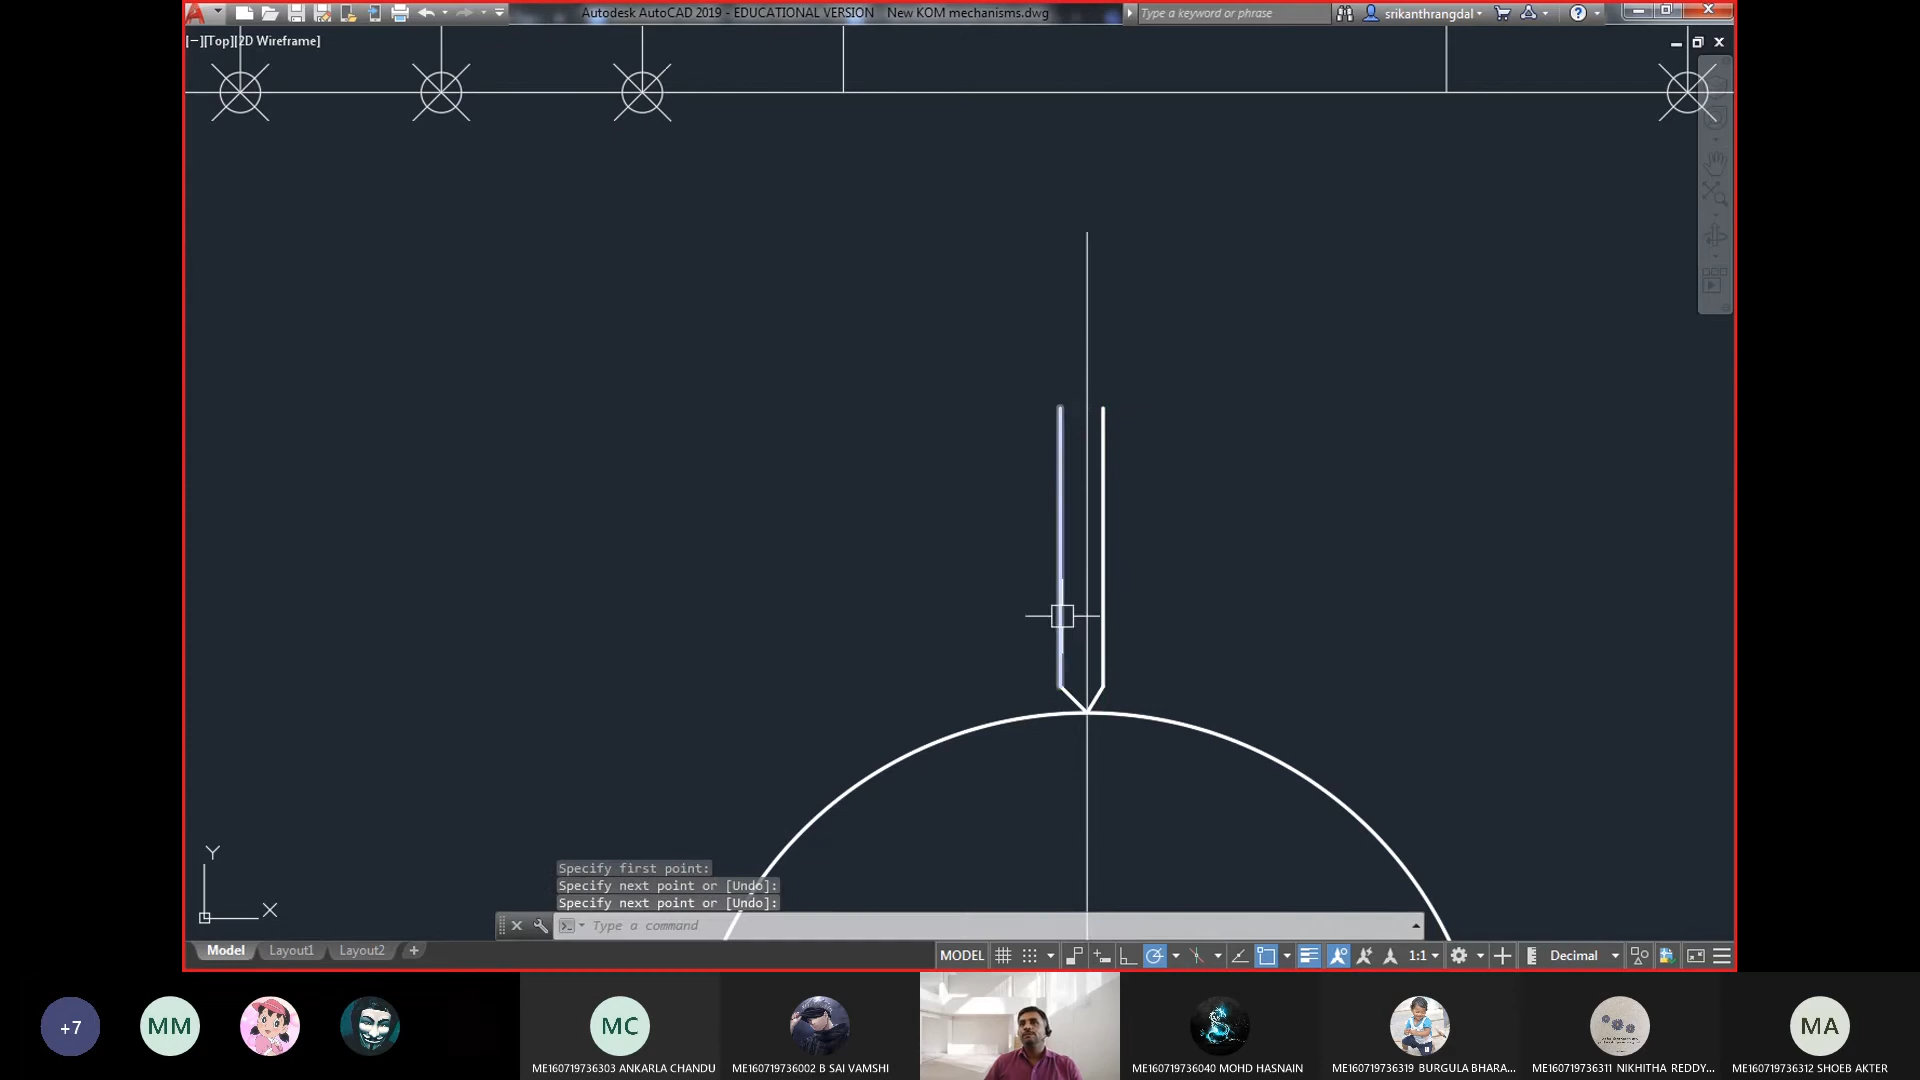 Autodesk AutoCAD 2019 - EDUCATIONAL VERSION New KOM mechanisms.dwg
Type a keyword or phrase
srikanthrangdal
[−][Top][2D Wireframe]
Y
X
Specify first point:
Specify next point or [Undo]:
Specify next point or [Undo]:
Type a command
Model Layout1 Layout2 +
MODEL 1:1 Decimal
+7
MM
MC
MA
ME160719736303 ANKARLA CHANDU
ME160719736002 B SAI VAMSHI
ME160719736040 MOHD HASNAIN
ME160719736319 BURGULA BHARA...
ME160719736311 NIKHITHA REDDY...
ME160719736312 SHOEB AKTER